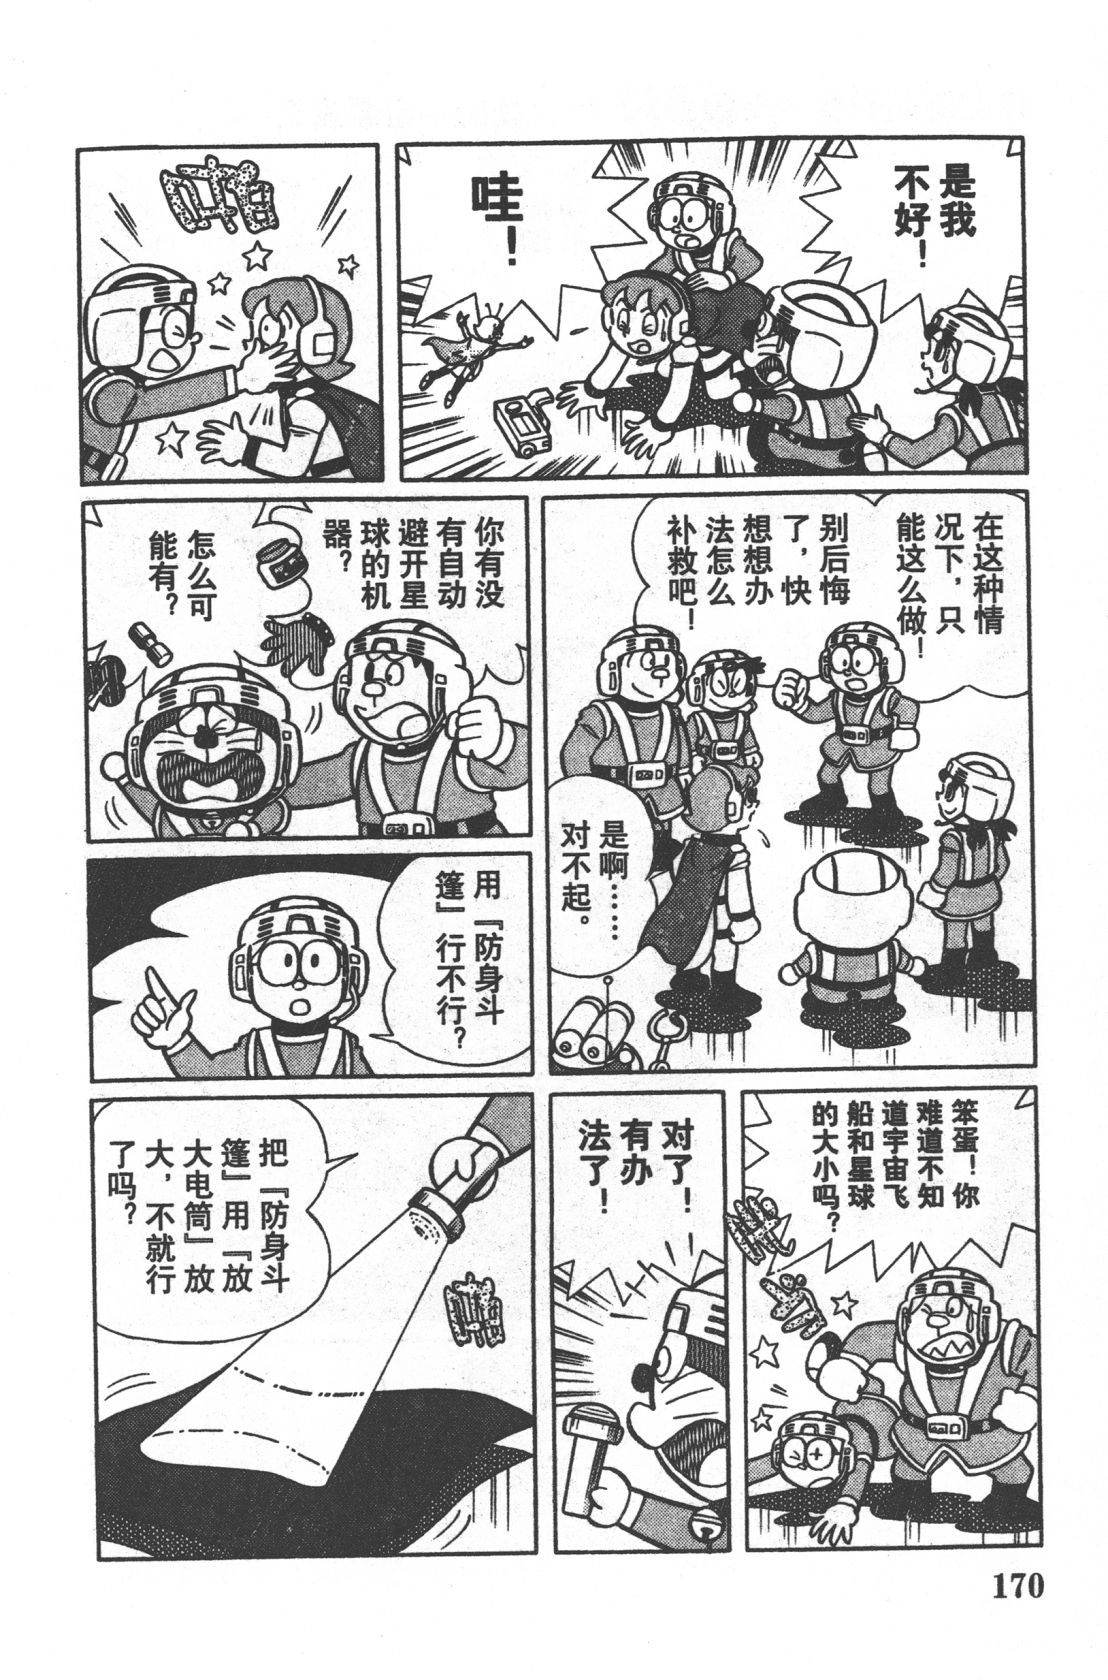 是我
不好！
哇！
啪
在这种情
况下，只
能这么做！
别后悔
了，快
想想办
法怎么
补救吧！
是啊……
对不起。
你有没
有自动
避开星
球的机
器？
怎么可
能有？
用『防身斗
篷』行不行？
笨蛋！你
难道不知
道宇宙飞
船和星球
的大小吗？
对了！
有办
法了！
把『防身斗
篷』用『放
大电筒』放
大，不就行
了吗？
170